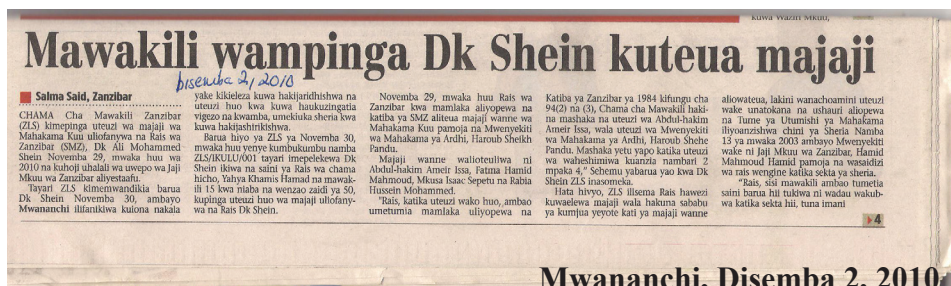 kuwa Waziri Mkuu,
Mawakili wampinga Dk Shein kuteua majaji
Disemba 2, 2010
Salma Said, Zanzibar
CHAMA Cha Mawakili Zanzibar
(ZLS) kimepinga uteuzi wa majaji wa
Mahakama Kuu uliofanywa na Rais wa
Zanzibar (SMZ), Dk Ali Mohammed
Shein Novemba 29, mwaka huu wa
2010 na kuhoji uhalali wa uwepo wa Jaji
Mkuu wa Zanzibar aliyestaafu.
Tayari ZLS kimemwandikia barua
Dk Shein Novemba 30, ambayo
Mwananchi ilifanikiwa kuiona nakala
yake kikieleza kuwa hakijaridhishwa na
uteuzi huo kwa kuwa haukuzingatia
vigezo na kwamba, umekiuka sheria kwa
kuwa hakijashirikishwa.
Barua hivo ya ZLS ya Novemba 30,
mwaka huu yenye kumbukumbu namba
ZLS/IKULU/001 tayari imepelekewa Dk
Shein ikiwa na saini ya Rais wa chama
hicho, Yahya Khamis Hamad na mawak-
ili 15 kwa niaba na wenzao zaidi ya 50,
kupinga uteuzi huo wa majaji uliofany-
wa na Rais Dk Shein.
Novemba 29, mwaka huu Rais wa
Zanzibar kwa mamlaka aliyopewa na
katiba ya SMZ aliteua majaji wanne wa
Mahakama Kuu pamoja na Mwenyekiti
wa Mahakama ya Ardhi, Haroub Sheikh
Pandu.
Majaji wanne walioteuliwa ni
Abdul-hakim Ameir Issa, Fatma Hamid
Mahmoud, Mkusa Isaac Sepetu na Rabia
Hussein Mohammed.
"Rais, katika uteuzi wako huo, ambao
umetumia mamlaka uliyopewa na
Katiba ya Zanzibar ya 1984 kifungu cha
94(2) na (3), Chama cha Mawakili haki-
na mashaka na uteuzi wa Abdul-hakim
Ameir Issa, wala uteuzi wa Mwenyekiti
wa Mahakama ya Ardhi, Haroub Shehe
Pandu. Mashaka yetu yapo katika uteuzi
wa waheshimiwa kuanzia nambari 2
mpaka 4," Sehemu yabarua yao kwa Dk
Shein ZLS inasomeka.
Hata hivyo, ZLS ilisema Rais hawezi
kuwaelewa majaji wala hakuna sababu
ya kumjua yeyote kati ya majaji wanne
aliowateua, lakini wanachoamini uteuzi
wake unatokana na ushauri aliopewa
na Tume ya Utumishi ya Mahakama
iliyoanzishwa chini ya Sheria Namba
13 ya mwaka 2003 ambayo Mwenyekiti
wake ni Jaji Mkuu wa Zanzibar, Hamid
Mahmoud Hamid pamoja na wasaidizi
wa rais wengine katika sekta ya sheria.
"Rais, sisi mawakili ambao tumetia
saini barua hii tukiwa ni wadau wakub-
wa katika sekta hii, tuna imani
4
Mwananchi, Disemba 2, 2010